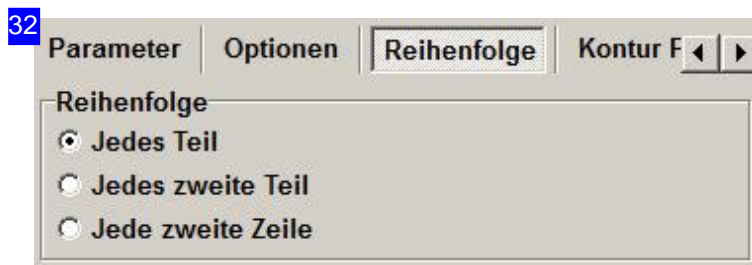 32
Parameter Optionen Reihenfolge Kontur F
Reihenfolge
Jedes Teil
Jedes zweite Teil
Jede zweite Zeile